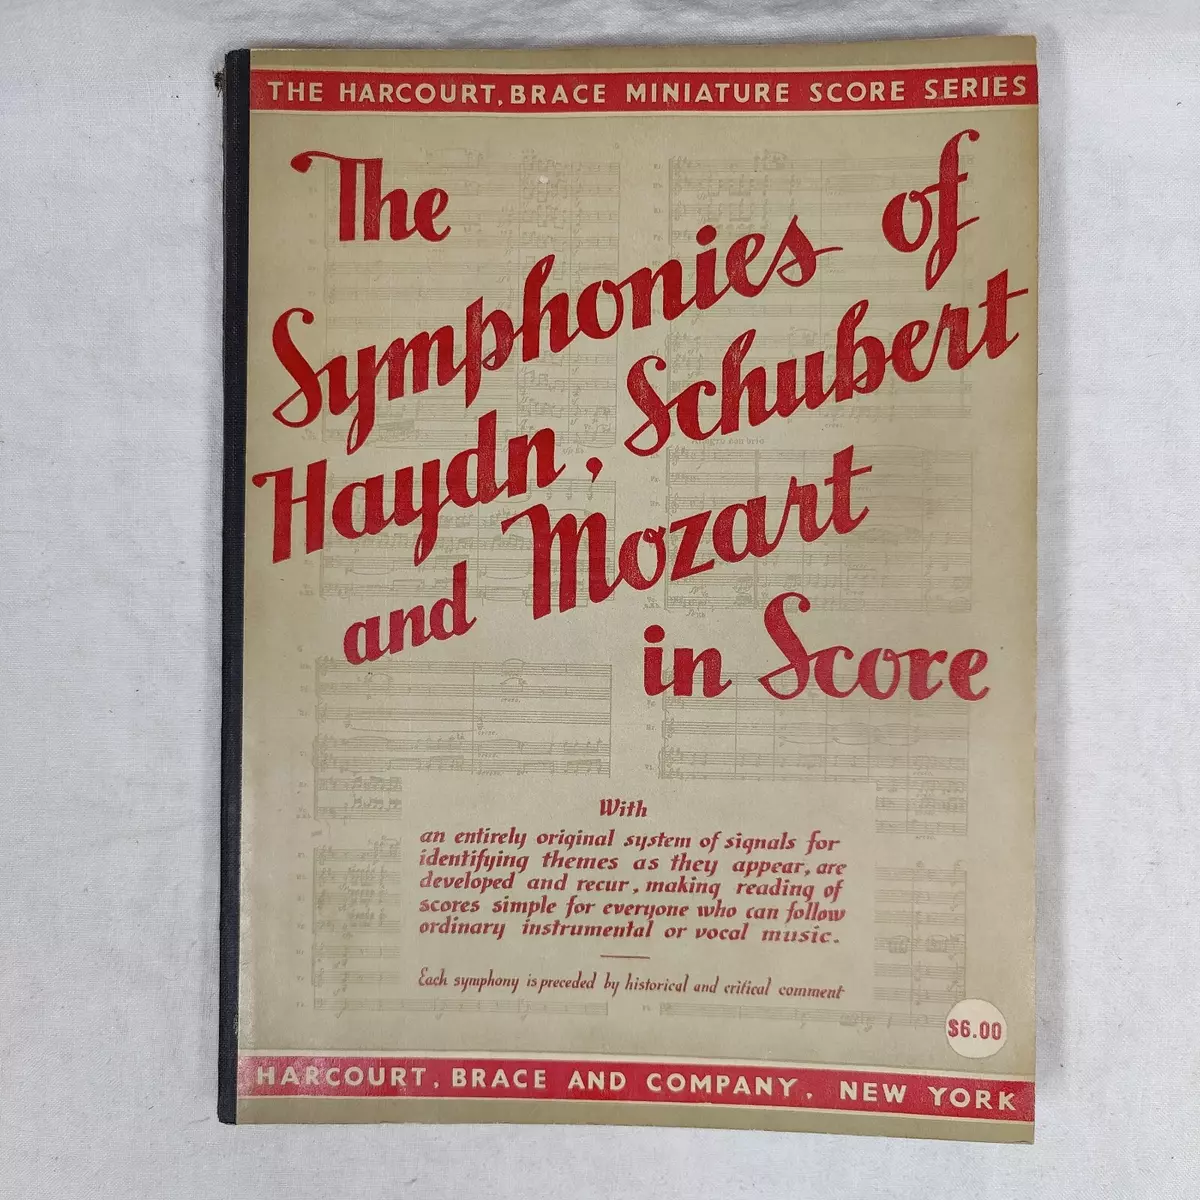 THE HARCOURT, BRACE MINIATURE SCORE SERIES
The
Symphonies of
Haydn, Schubert
and Mozart
in Score
With
an entirely original system of signals for
identifying themes as they appear, are
developed and recur, making reading of
scores simple for everyone who can follow
ordinary instrumental or vocal music.
Each symphony is preceded by historical and critical comment
$6.00
HARCOURT, BRACE AND COMPANY, NEW YORK